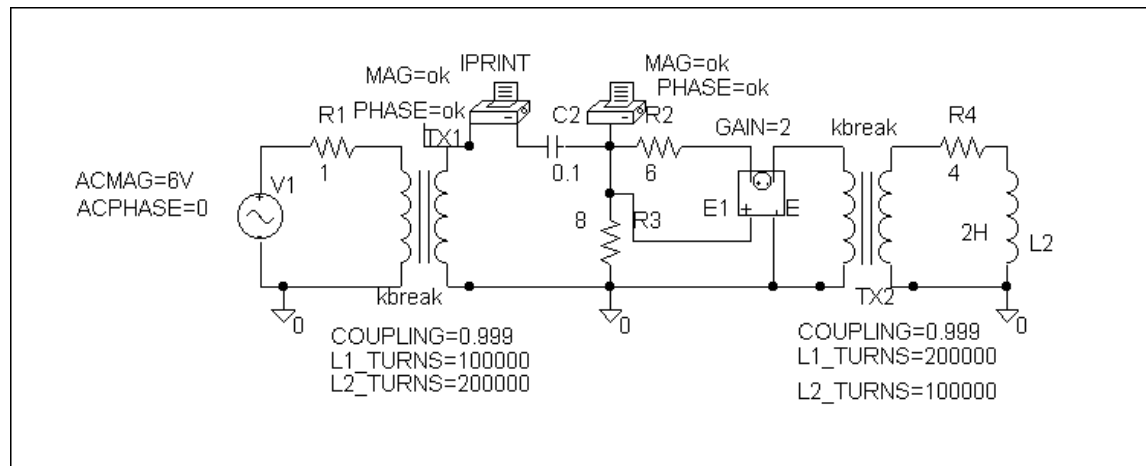 IPRINT
MAG=ok
PHASE=ok
MAG=ok
PHASE=ok
R1
TX1
C2
R2
GAIN=2
kbreak
R4
1
0.1
6
4
ACMAG=6V
ACPHASE=0
V1
E1
+
-
E
8
R3
2H
L2
kbreak
TX2
0
0
0
COUPLING=0.999
L1_TURNS=100000
L2_TURNS=200000
COUPLING=0.999
L1_TURNS=200000
L2_TURNS=100000